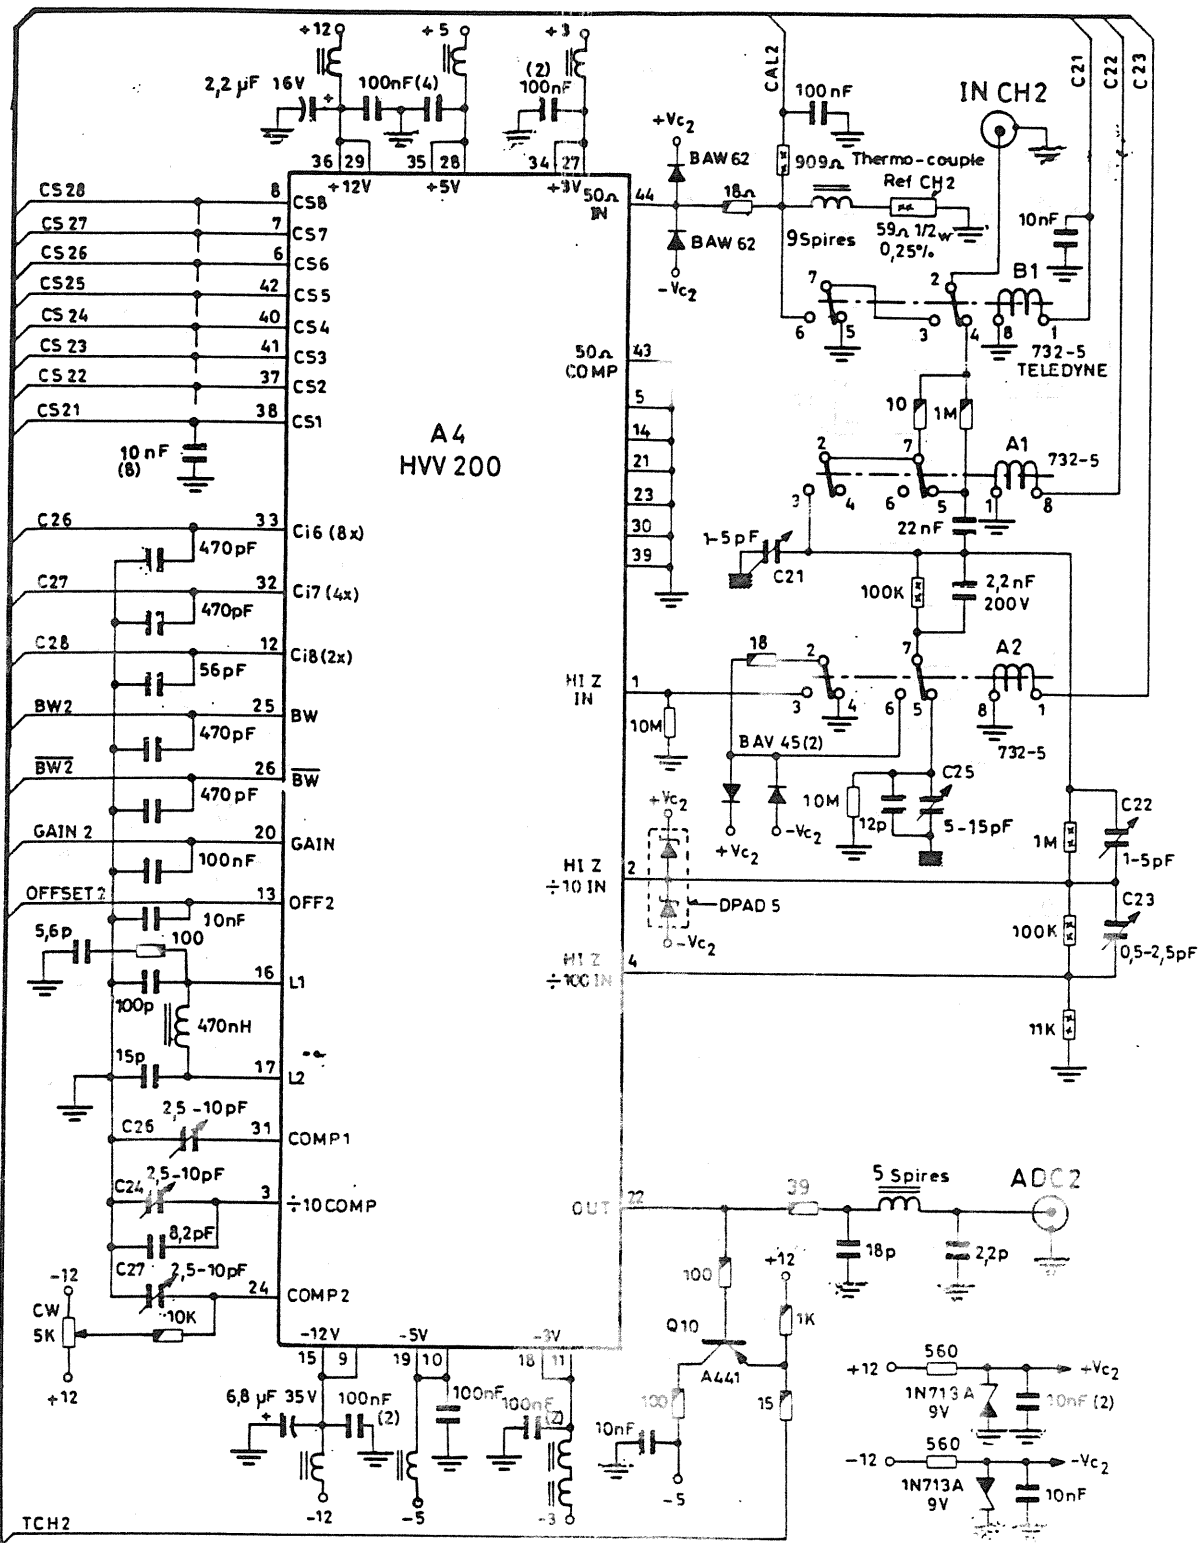 +12
+5
+3
CAL2
C21
C22
C23
2,2 µF 16V
100nF (4)
(2)
100nF
100 nF
IN CH2
36 29
35 28
34 27
+12V
+5V
+3V
+Vc2
BAW 62
BAW 62
-Vc2
909Ω
Thermo-couple
Ref CH2
18Ω
9 Spires
59Ω 1/2w
0,25%
10nF
50Ω
IN
44
CS28
8
CS8
CS27
7
CS7
CS26
6
CS6
CS25
42
CS5
CS24
40
CS4
CS23
41
CS3
CS22
37
CS2
CS21
38
CS1
10 nF
(8)
A4
HVV 200
50Ω
COMP
43
5
14
21
23
30
39
7
6
5
2
3
4
B1
8
1
732-5
TELEDYNE
10
1M
2
7
A1
732-5
3
4
6
5
1
8
22nF
1-5pF
C21
100K
2,2nF
200V
C26
33
Ci6 (8x)
470pF
C27
32
Ci7 (4x)
470pF
C28
12
Ci8 (2x)
56pF
BW2
25
BW
470pF
BW2
26
BW
470pF
GAIN 2
20
GAIN
100nF
OFFSET 2
13
OFF2
10nF
5,6p
100
16
L1
100p
470nH
15p
17
L2
C26
2,5-10pF
31
COMP1
C24
2,5-10pF
3
÷10 COMP
8,2pF
C27
2,5-10pF
24
COMP2
-12
CW
5K
10K
+12
HI Z
IN
1
10M
18
2
3
4
7
6
5
A2
8
1
732-5
BAV 45 (2)
+Vc2
-Vc2
10M
12p
C25
5-15pF
+Vc2
DPAD 5
-Vc2
HI Z
÷10 IN
2
HI Z
÷100 IN
4
1M
C22
1-5pF
100K
C23
0,5-2,5pF
11K
OUT
22
39
5 Spires
ADC2
18p
2,2p
100
Q10
A441
+12
1K
15
100
10nF
-5
-12V
-5V
-3V
15 9
19 10
18 11
6,8 µF 35V
100nF
(2)
100nF
100nF
(2)
-12
-5
-3
+12
560
+Vc2
1N713A
9V
10nF (2)
-12
560
-Vc2
1N713A
9V
10nF
TCH2